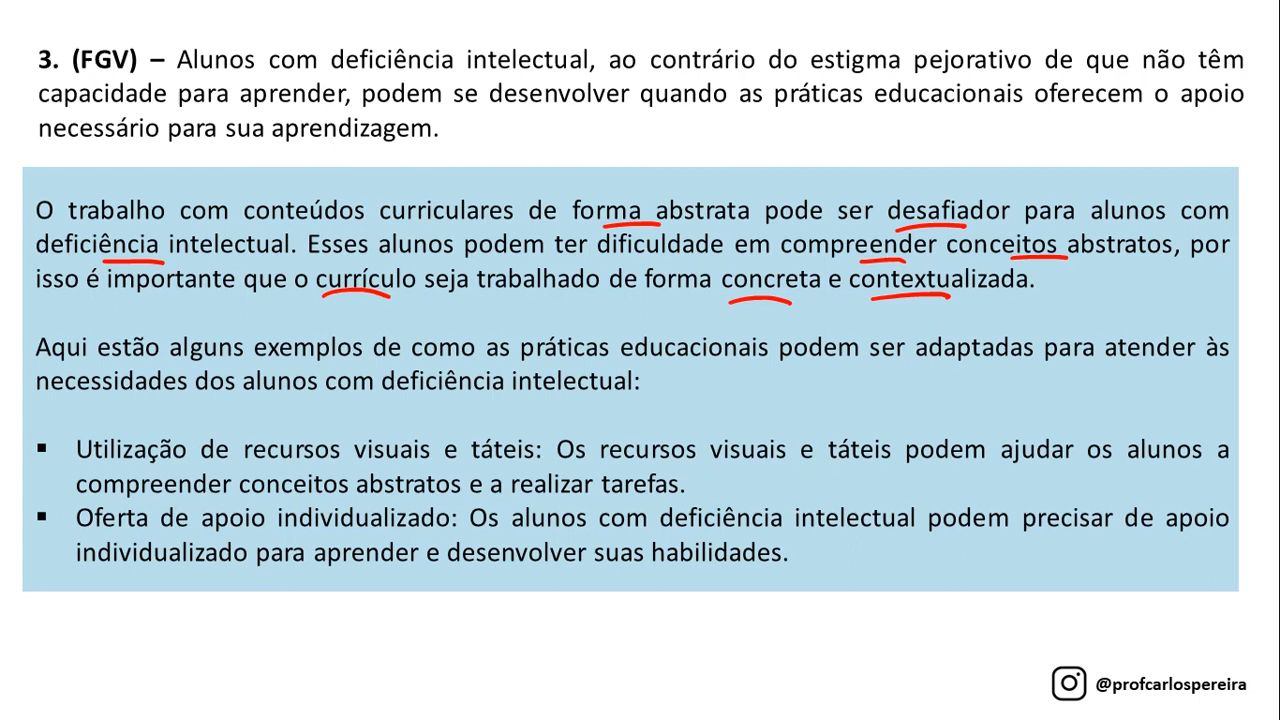 3. (FGV) – Alunos com deficiência intelectual, ao contrário do estigma pejorativo de que não têm
capacidade para aprender, podem se desenvolver quando as práticas educacionais oferecem o apoio
necessário para sua aprendizagem.
O trabalho com conteúdos curriculares de forma abstrata pode ser desafiador para alunos com
deficiência intelectual. Esses alunos podem ter dificuldade em compreender conceitos abstratos, por
isso é importante que o currículo seja trabalhado de forma concreta e contextualizada.
Aqui estão alguns exemplos de como as práticas educacionais podem ser adaptadas para atender às
necessidades dos alunos com deficiência intelectual:
▪ Utilização de recursos visuais e táteis: Os recursos visuais e táteis podem ajudar os alunos a
compreender conceitos abstratos e a realizar tarefas.
▪ Oferta de apoio individualizado: Os alunos com deficiência intelectual podem precisar de apoio
individualizado para aprender e desenvolver suas habilidades.
@profcarlospereira